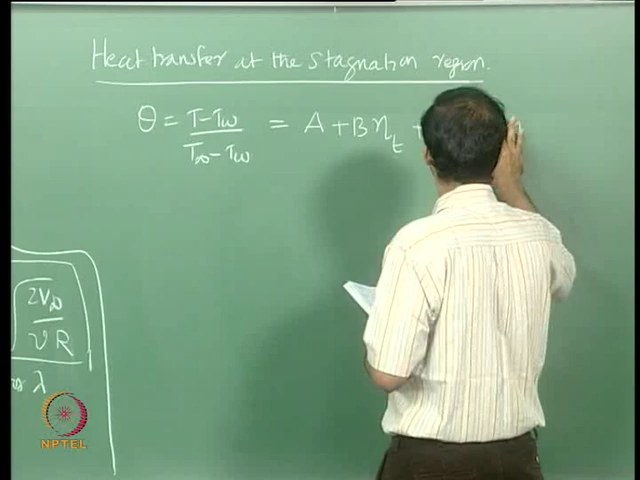 Heat transfer at the stagnation region.
θ = T-Tw / T∞-Tw = A + Bηt +
2V∞ / νR
λ
NPTEL